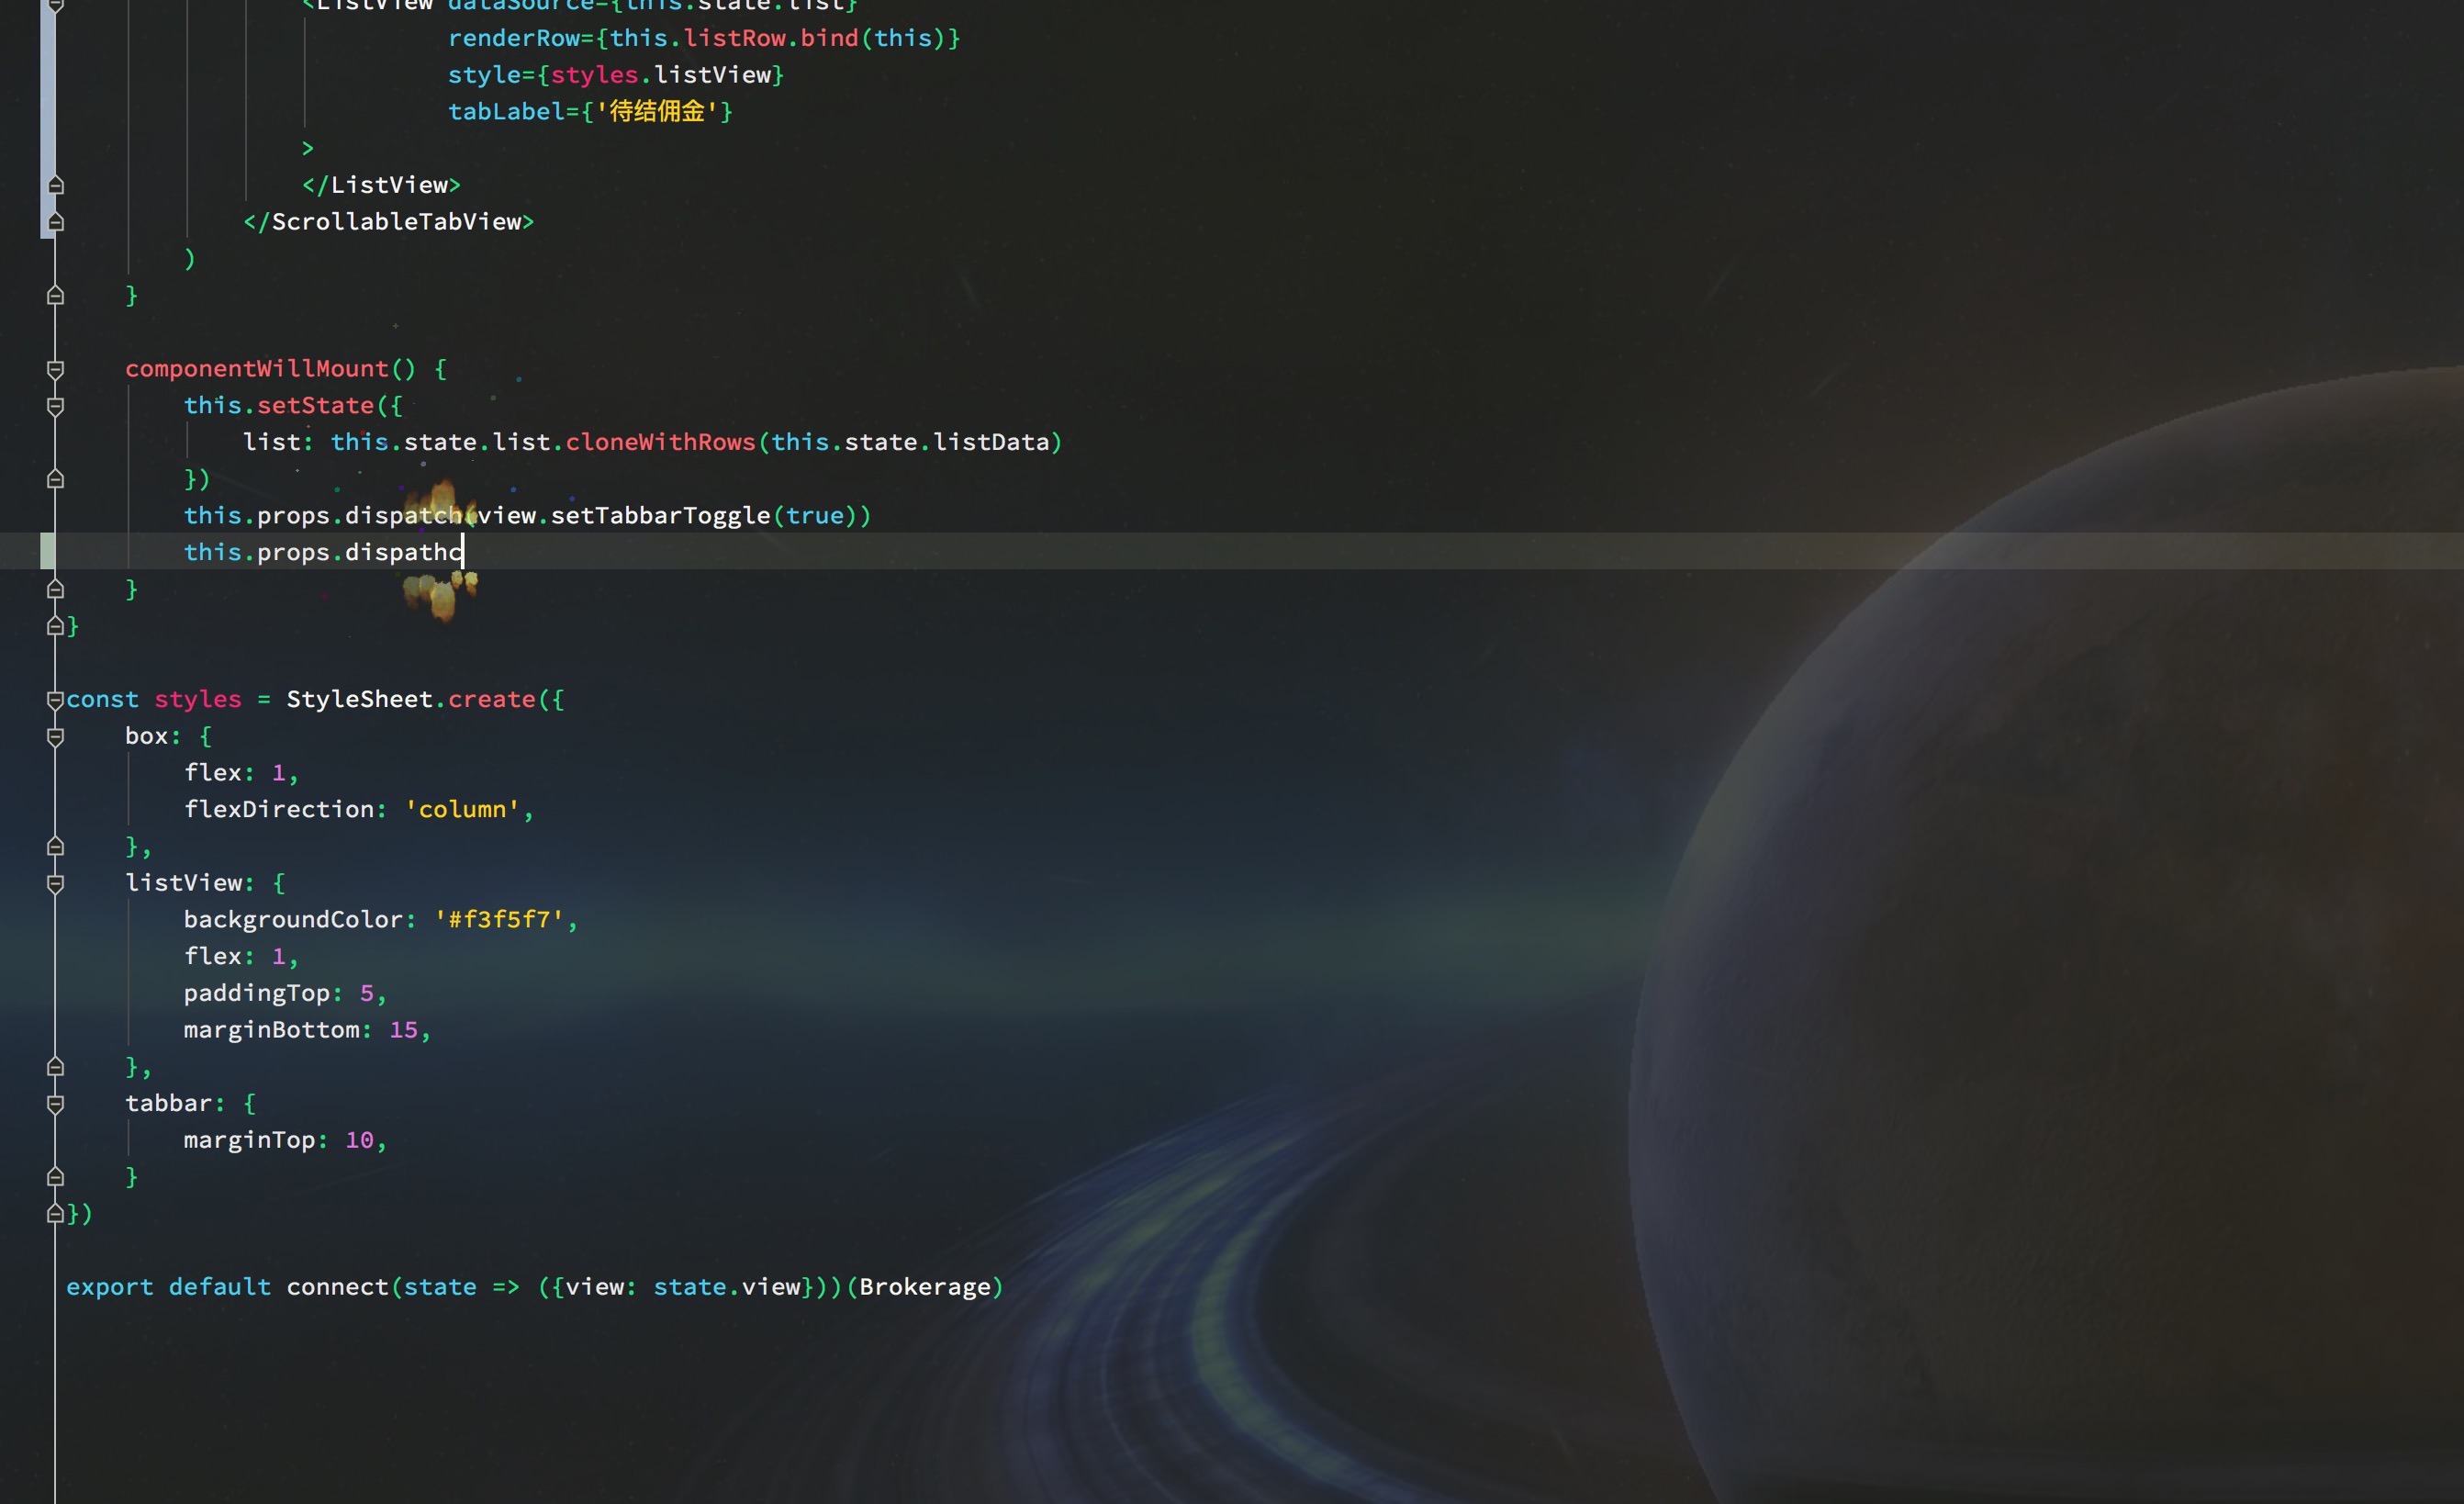 <ListView dataSource={this.state.list}
renderRow={this.listRow.bind(this)}
style={styles.listView}
tabLabel={'待结佣金'}
>
</ListView>
</ScrollableTabView>
)
}
componentWillMount() {
this.setState({
list: this.state.list.cloneWithRows(this.state.listData)
})
this.props.dispatch(view.setTabbarToggle(true))
this.props.dispathc
}
}
const styles = StyleSheet.create({
box: {
flex: 1,
flexDirection: 'column',
},
listView: {
backgroundColor: '#f3f5f7',
flex: 1,
paddingTop: 5,
marginBottom: 15,
},
tabbar: {
marginTop: 10,
}
})
export default connect(state => ({view: state.view}))(Brokerage)